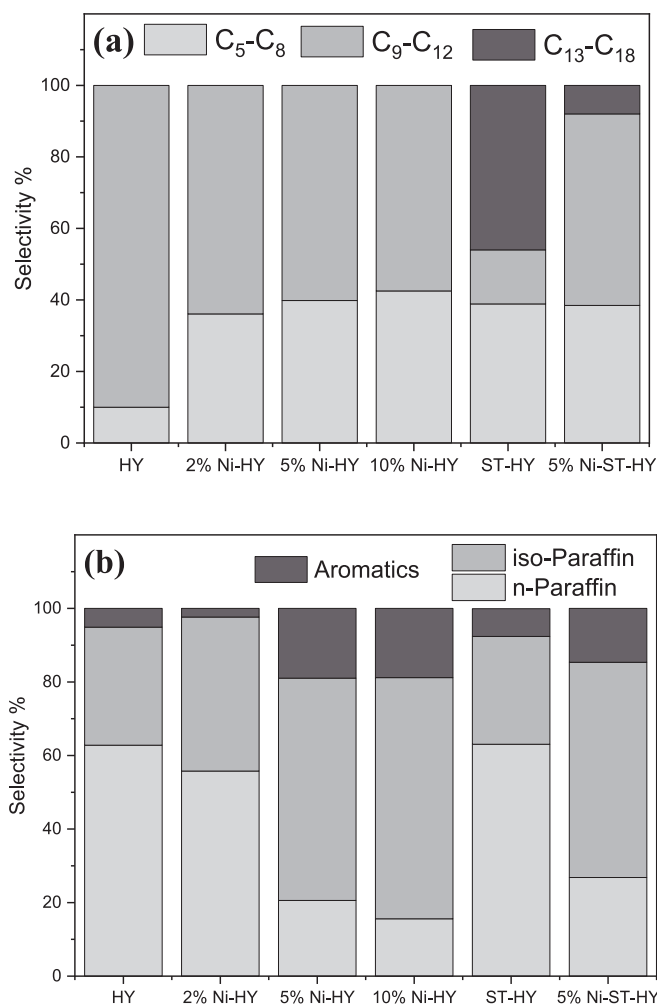 (a) C₅-C₈ C₉-C₁₂ C₁₃-C₁₈
100
80
60
40
20
0
Selectivity %
HY 2% Ni-HY 5% Ni-HY 10% Ni-HY ST-HY 5% Ni-ST-HY
(b) Aromatics iso-Paraffin
n-Paraffin
100
80
60
40
20
0
Selectivity %
HY 2% Ni-HY 5% Ni-HY 10% Ni-HY ST-HY 5% Ni-ST-HY